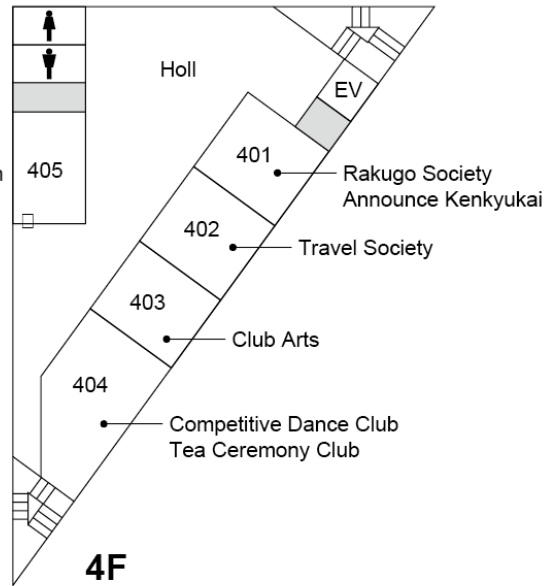 Holl
EV
405
401
Rakugo Society
Announce Kenkyukai
402
Travel Society
403
Club Arts
404
Competitive Dance Club
Tea Ceremony Club
4F